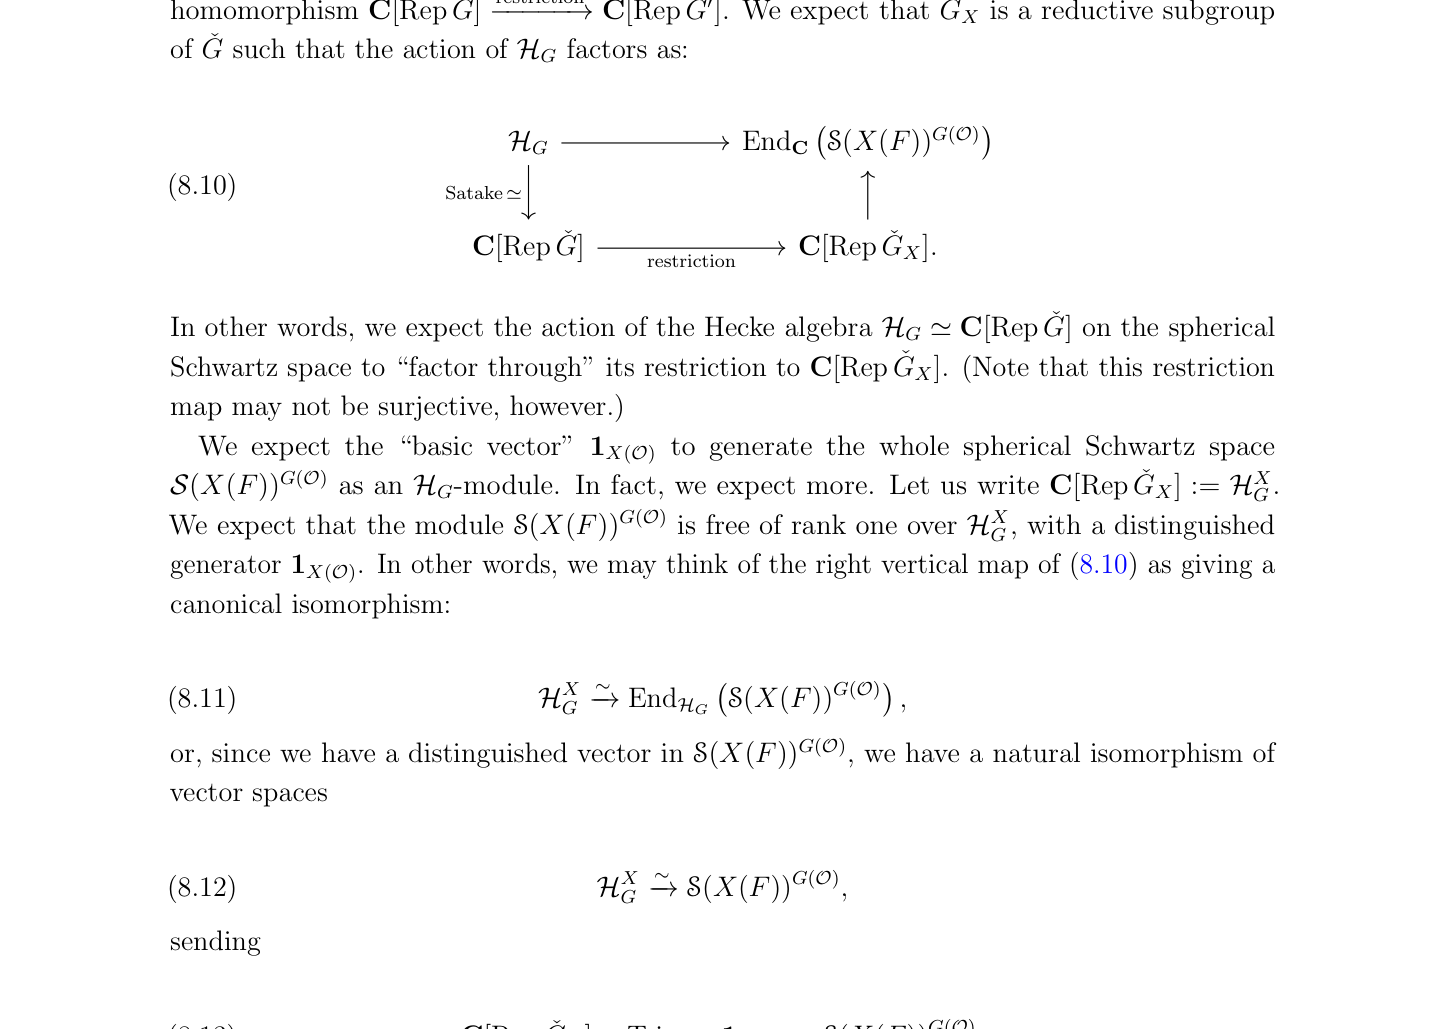 homomorphism C[Rep G] → C[Rep G′]. We expect that Ǧ_X is a reductive subgroup
of Ǧ such that the action of ℋ_G factors as:
ℋ_G ⟶ End_C (𝒮(X(F))^{G(𝒪)})
(8.10)
Satake ≃
C[Rep Ǧ] ⟶ C[Rep Ǧ_X].
restriction
In other words, we expect the action of the Hecke algebra ℋ_G ≃ C[Rep Ǧ] on the spherical
Schwartz space to “factor through” its restriction to C[Rep Ǧ_X]. (Note that this restriction
map may not be surjective, however.)
We expect the “basic vector” 1_{X(𝒪)} to generate the whole spherical Schwartz space
𝒮(X(F))^{G(𝒪)} as an ℋ_G-module. In fact, we expect more. Let us write C[Rep Ǧ_X] := ℋ_G^X.
We expect that the module 𝒮(X(F))^{G(𝒪)} is free of rank one over ℋ_G^X, with a distinguished
generator 1_{X(𝒪)}. In other words, we may think of the right vertical map of (8.10) as giving a
canonical isomorphism:
(8.11) ℋ_G^X ⥲ End_{ℋ_G} (𝒮(X(F))^{G(𝒪)}),
or, since we have a distinguished vector in 𝒮(X(F))^{G(𝒪)}, we have a natural isomorphism of
vector spaces
(8.12) ℋ_G^X ⥲ 𝒮(X(F))^{G(𝒪)},
sending